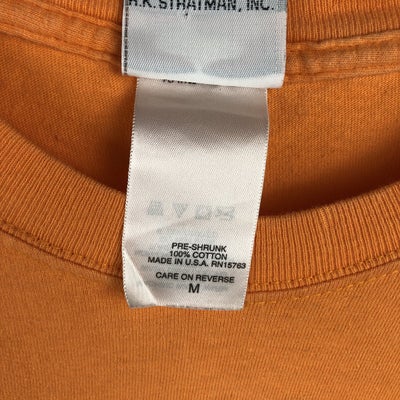 R.K. STRATMAN, INC.
PRE-SHRUNK
100% COTTON
MADE IN U.S.A. RN15763
CARE ON REVERSE
M